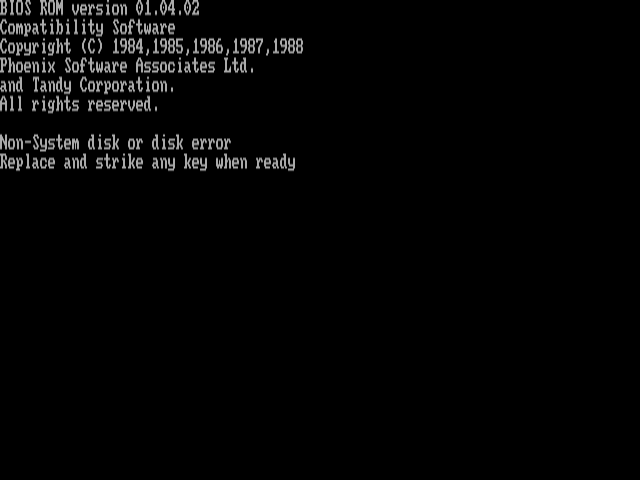 BIOS ROM version 01.04.02
Compatibility Software
Copyright (C) 1984,1985,1986,1987,1988
Phoenix Software Associates Ltd.
and Tandy Corporation.
All rights reserved.
Non-System disk or disk error
Replace and strike any key when ready